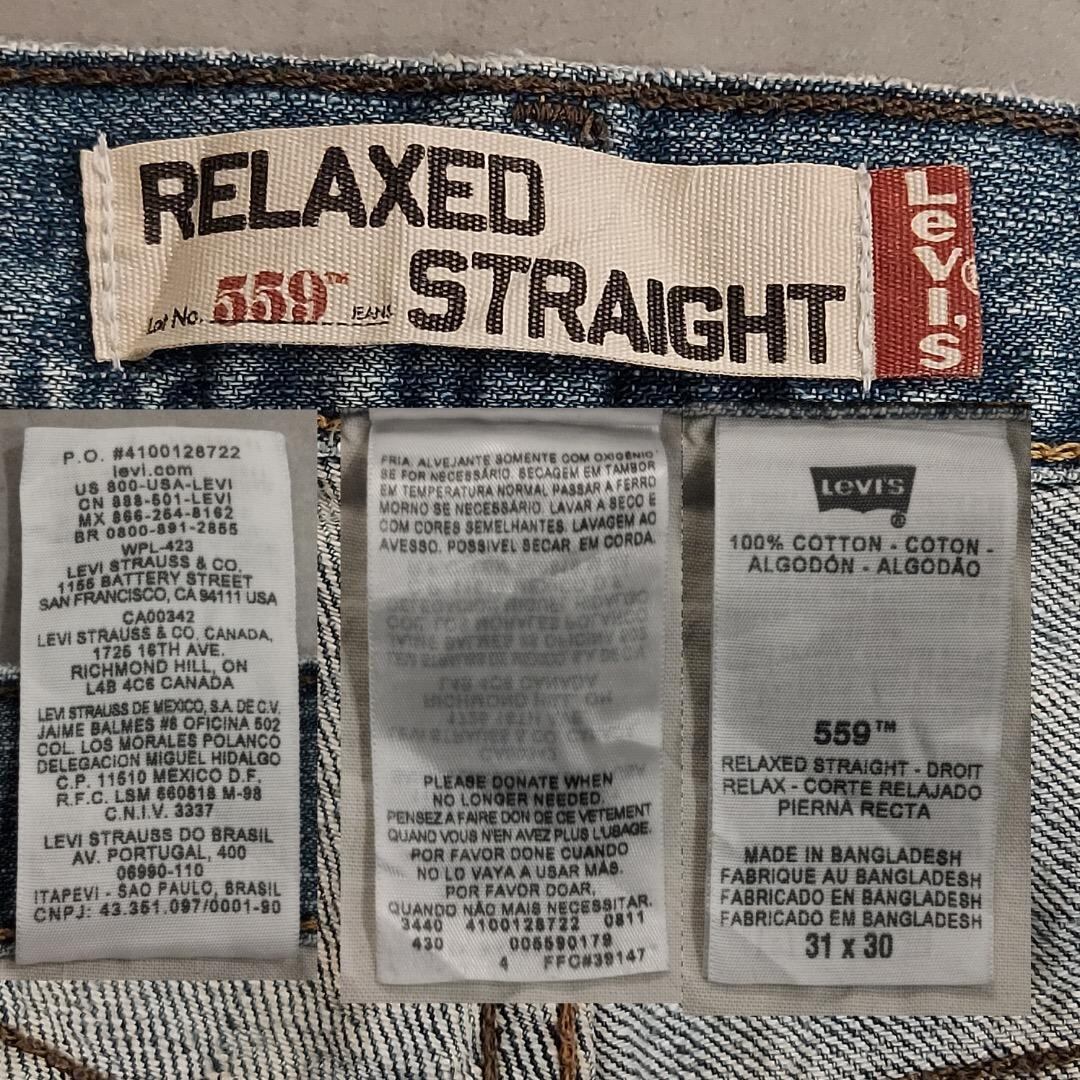 RELAXED
Lot No. 559™ JEANS STRAIGHT
Levi's®
P.O. #4100128722
levi.com
US 800-USA-LEVI
CN 888-501-LEVI
MX 866-264-8162
BR 0800-891-2855
WPL-423
LEVI STRAUSS & CO.
1155 BATTERY STREET
SAN FRANCISCO, CA 94111 USA
CA00342
LEVI STRAUSS & CO. CANADA,
1725 16TH AVE.
RICHMOND HILL, ON
L4B 4C6 CANADA
LEVI STRAUSS DE MEXICO, S.A. DE C.V.
JAIME BALMES #8 OFICINA 502
COL. LOS MORALES POLANCO
DELEGACION MIGUEL HIDALGO
C.P. 11510 MEXICO D.F.
R.F.C. LSM 660818 M-98
C.N.I.V. 3337
LEVI STRAUSS DO BRASIL
AV. PORTUGAL, 400
06990-110
ITAPEVI - SAO PAULO, BRASIL
CNPJ: 43.351.097/0001-90
FRIA. ALVEJANTE SOMENTE COM OXIGENIO
SE FOR NECESSÁRIO. SECAGEM EM TAMBOR
EM TEMPERATURA NORMAL PASSAR A FERRO
MORNO SE NECESSÁRIO. LAVAR A SECO E
COM CORES SEMELHANTES. LAVAGEM AO
AVESSO. POSSIVEL SECAR EM CORDA.
PLEASE DONATE WHEN
NO LONGER NEEDED.
PENSEZ A FAIRE DON DE CE VETEMENT
QUAND VOUS N'EN AVEZ PLUS L'USAGE.
POR FAVOR DONE CUANDO
NO LO VAYA A USAR MÁS.
POR FAVOR DOAR,
QUANDO NÃO MAIS NECESSITAR.
3440 4100128722 0811
430 005590179
4 FFC#39147
Levi's®
100% COTTON - COTON -
ALGODÓN - ALGODÃO
559™
RELAXED STRAIGHT - DROIT
RELAX - CORTE RELAJADO
PIERNA RECTA
MADE IN BANGLADESH
FABRIQUE AU BANGLADESH
FABRICADO EN BANGLADESH
FABRICADO EM BANGLADESH
31 x 30